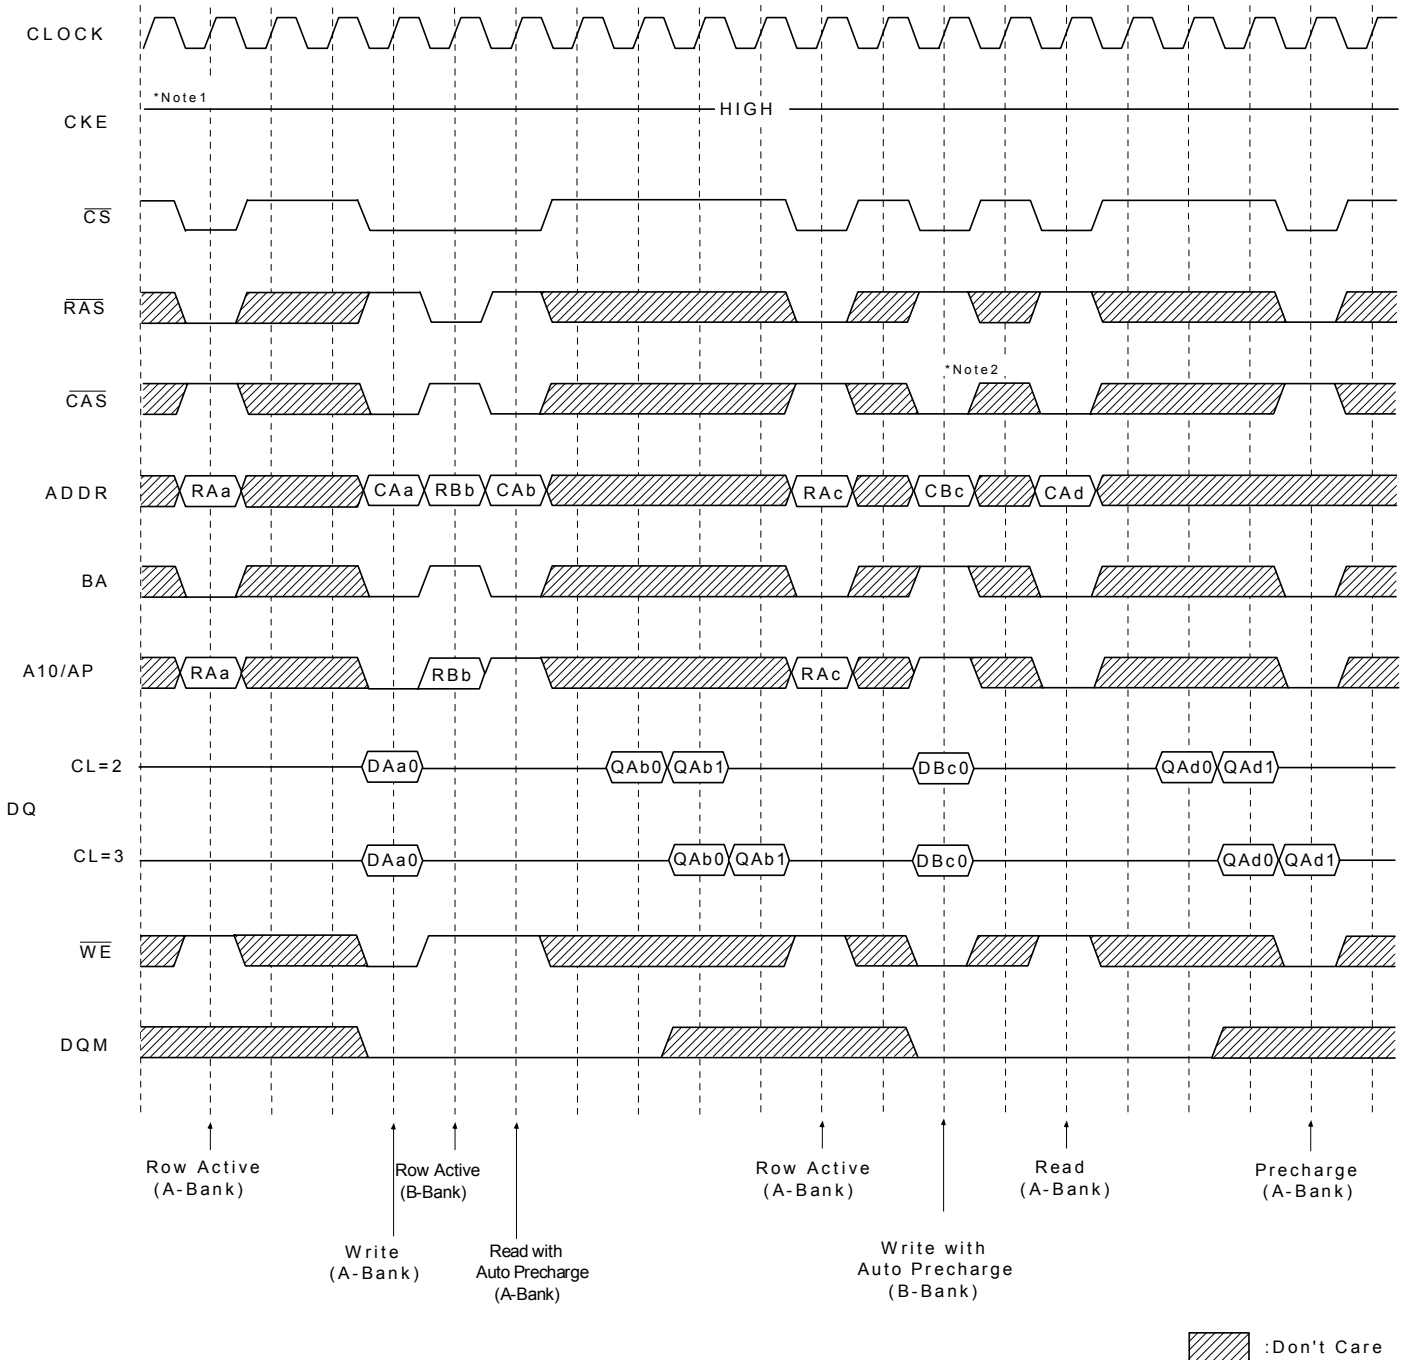 CLOCK
*Note1
CKE
HIGH
CS
RAS
*Note2
CAS
ADDR RAa CAa RBb CAb RAc CBc CAd
BA
A10/AP RAa RBb RAc
CL=2 DAa0 QAb0 QAb1 DBc0 QAd0 QAd1
DQ
CL=3 DAa0 QAb0 QAb1 DBc0 QAd0 QAd1
WE
DQM
Row Active
(A-Bank)
Row Active
(B-Bank)
Row Active
(A-Bank)
Read
(A-Bank)
Precharge
(A-Bank)
Write
(A-Bank)
Read with
Auto Precharge
(A-Bank)
Write with
Auto Precharge
(B-Bank)
:Don't Care